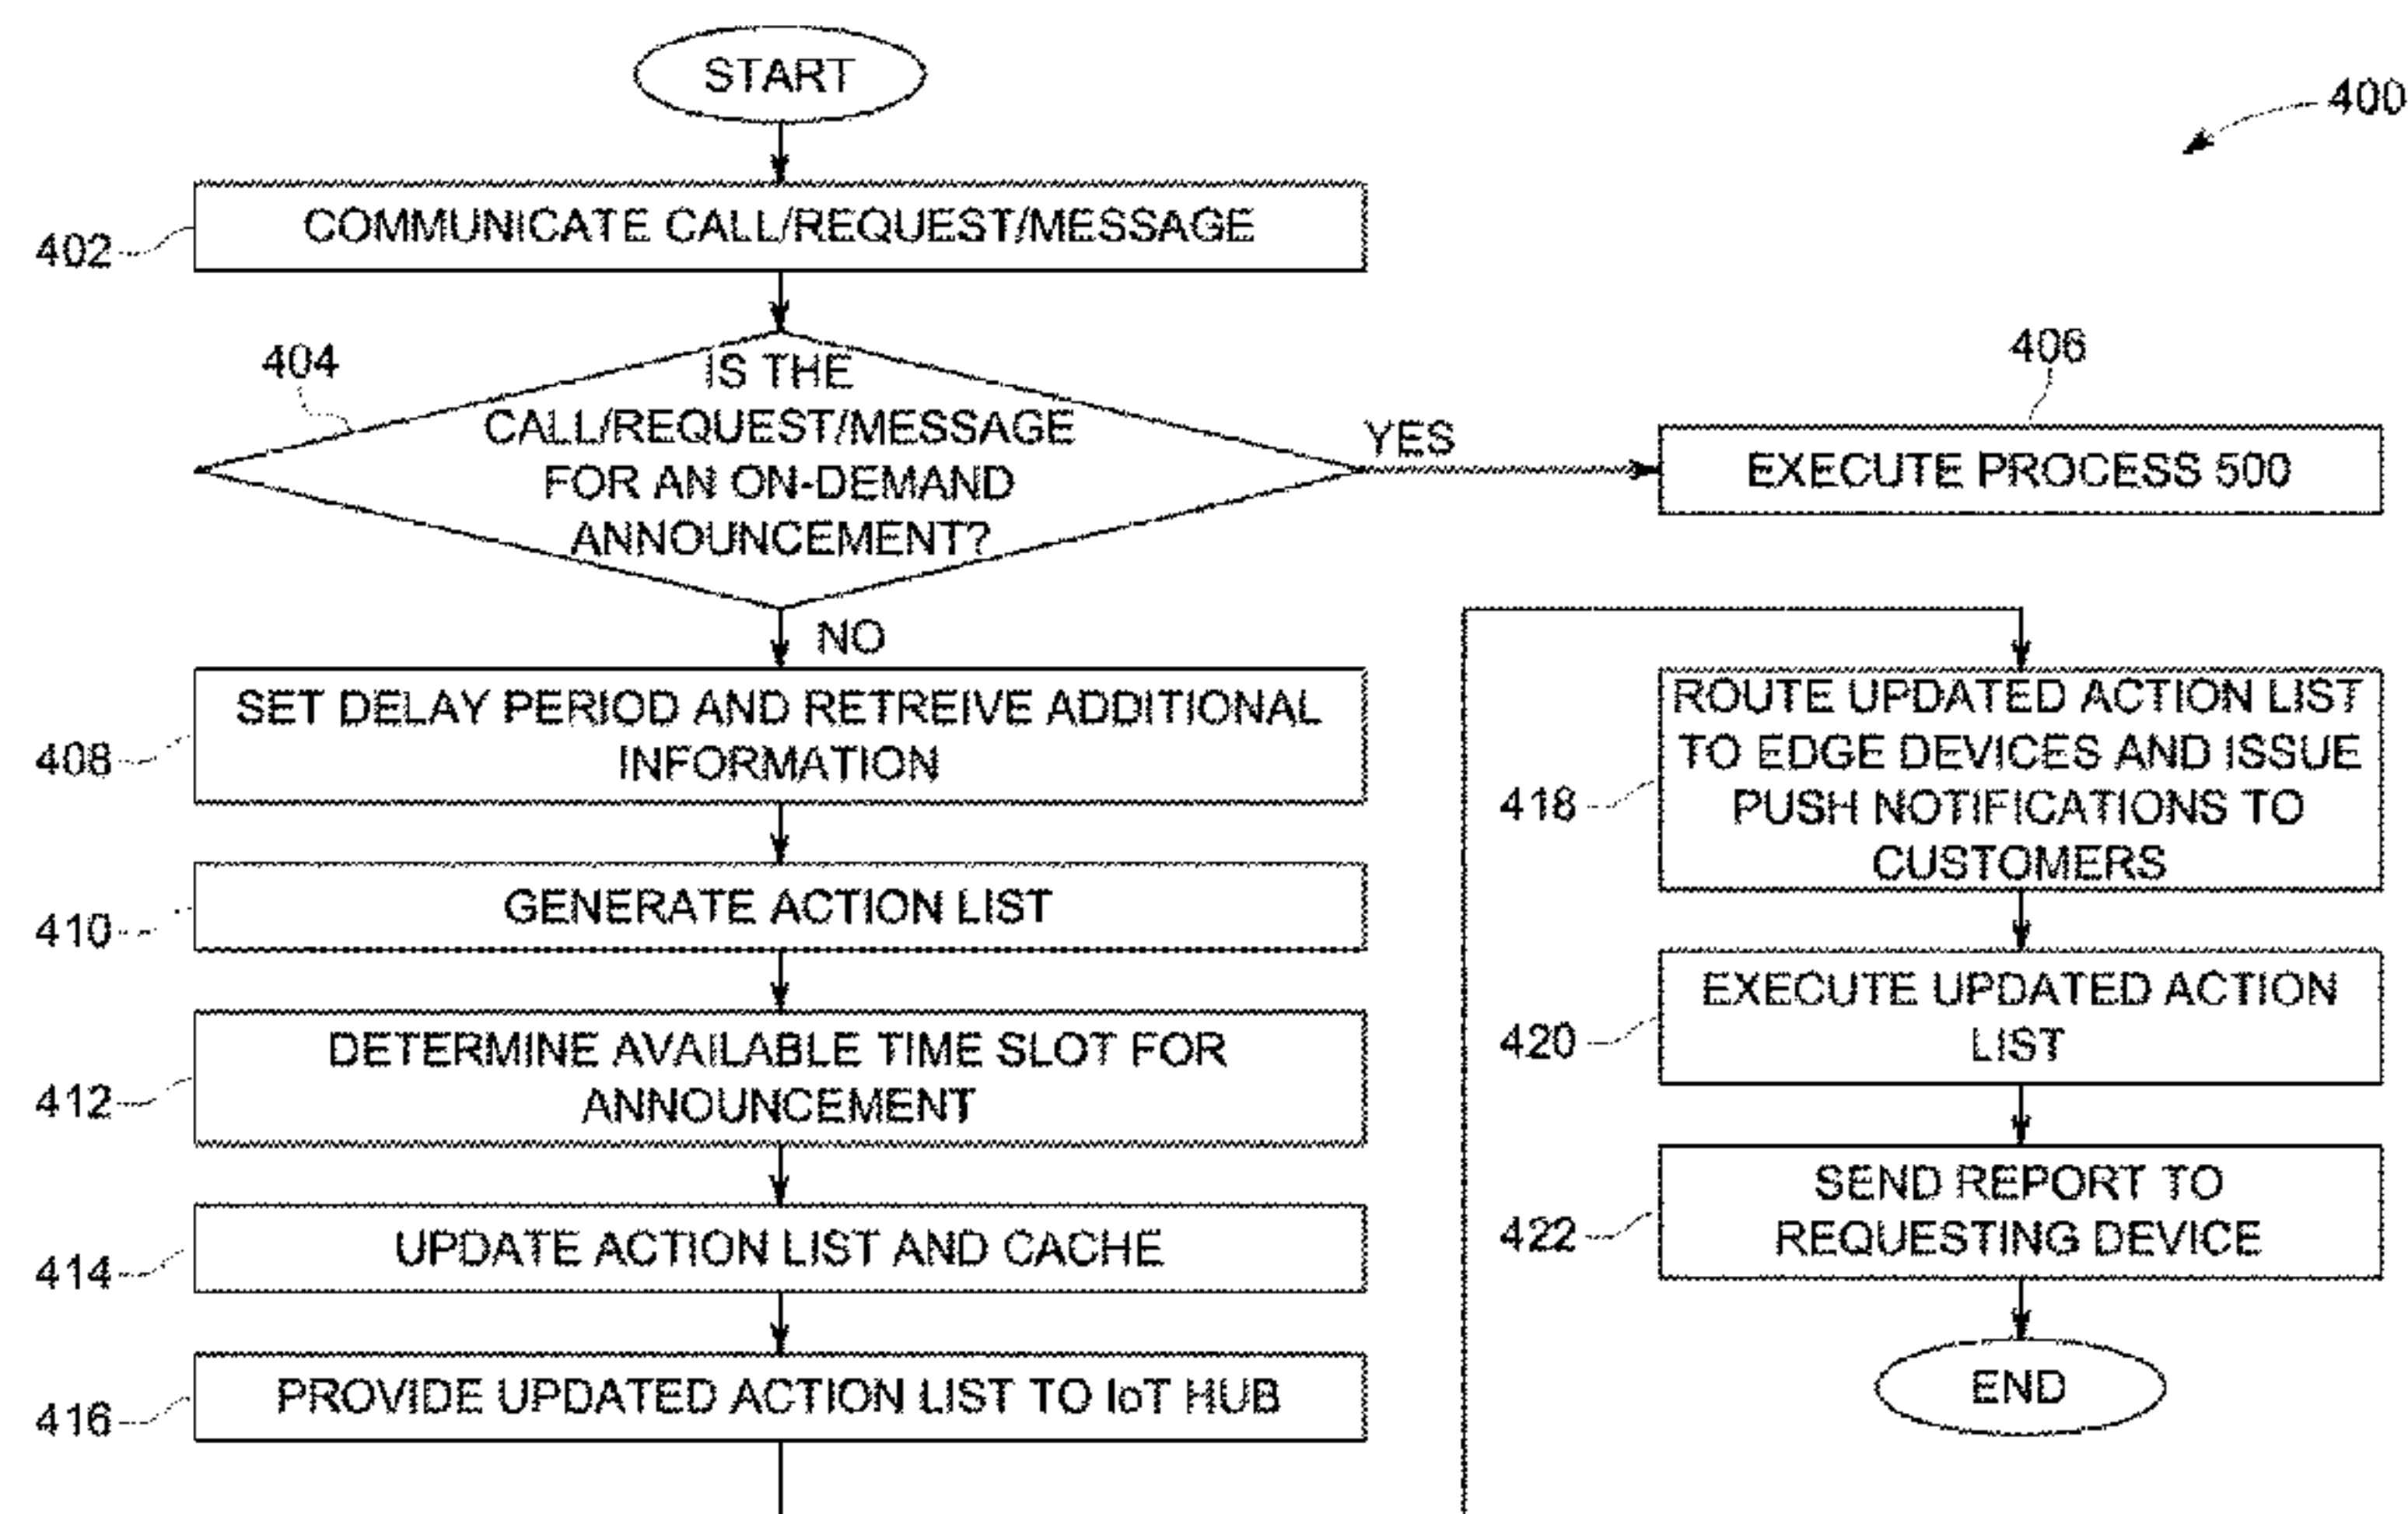 START
400
402
COMMUNICATE CALL/REQUEST/MESSAGE
404
IS THE
CALL/REQUEST/MESSAGE
FOR AN ON-DEMAND
ANNOUNCEMENT?
YES
406
EXECUTE PROCESS 500
NO
408
SET DELAY PERIOD AND RETREIVE ADDITIONAL
INFORMATION
410
GENERATE ACTION LIST
412
DETERMINE AVAILABLE TIME SLOT FOR
ANNOUNCEMENT
414
UPDATE ACTION LIST AND CACHE
416
PROVIDE UPDATED ACTION LIST TO IoT HUB
418
ROUTE UPDATED ACTION LIST
TO EDGE DEVICES AND ISSUE
PUSH NOTIFICATIONS TO
CUSTOMERS
420
EXECUTE UPDATED ACTION
LIST
422
SEND REPORT TO
REQUESTING DEVICE
END